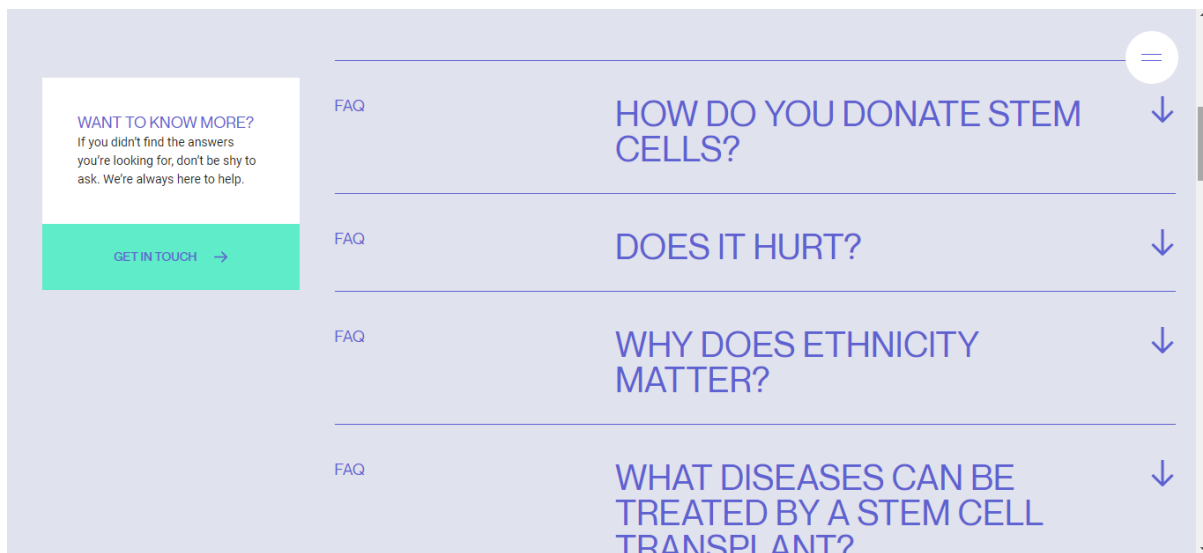 WANT TO KNOW MORE?
If you didn't find the answers
you're looking for, don't be shy to
ask. We're always here to help.
GET IN TOUCH
FAQ
HOW DO YOU DONATE STEM
CELLS?
FAQ
DOES IT HURT?
FAQ
WHY DOES ETHNICITY
MATTER?
FAQ
WHAT DISEASES CAN BE
TREATED BY A STEM CELL
TRANSPLANT?